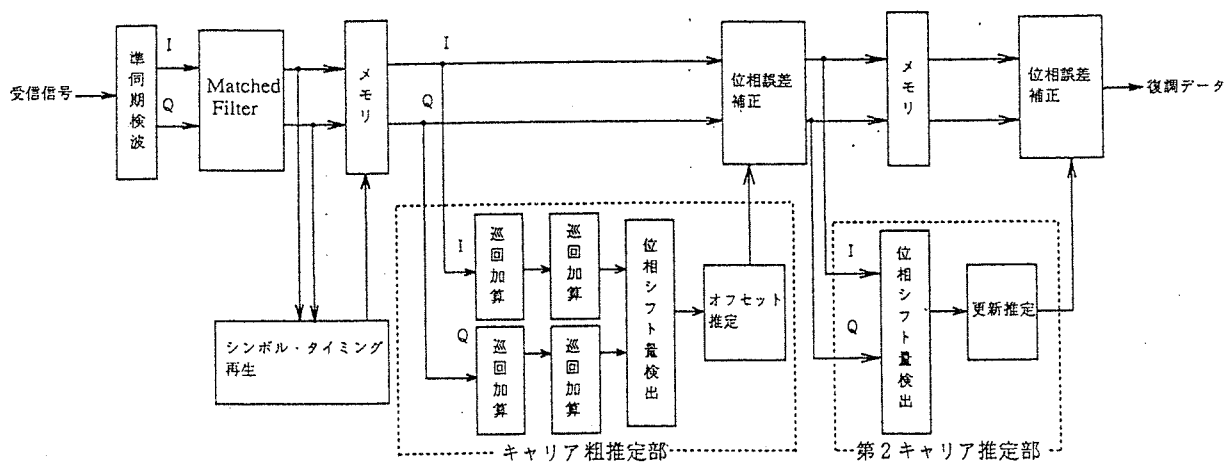 受信信号
準同期検波
I
Q
Matched
Filter
メモリ
I
Q
位相誤差
補正
メモリ
位相誤差
補正
復調データ
シンボル・タイミング
再生
I
Q
巡回加算
巡回加算
巡回加算
巡回加算
位相シフト量検出
オフセット
推定
キャリア粗推定部
I
Q
位相シフト量検出
更新推定
第2キャリア推定部